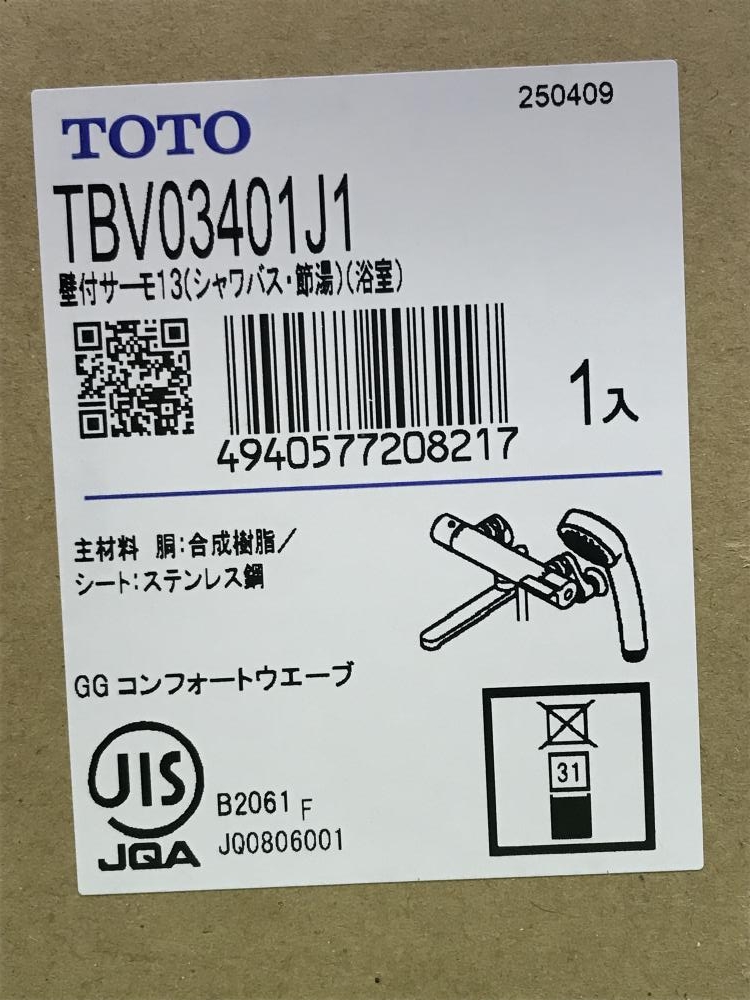 250409
TOTO
TBV03401J1
壁付サーモ13(シャワバス・節湯)(浴室)
4940577208217
1入
主材料 胴:合成樹脂/
シート:ステンレス鋼
GG コンフォートウエーブ
JIS
JQA
B2061 F
JQ0806001
31